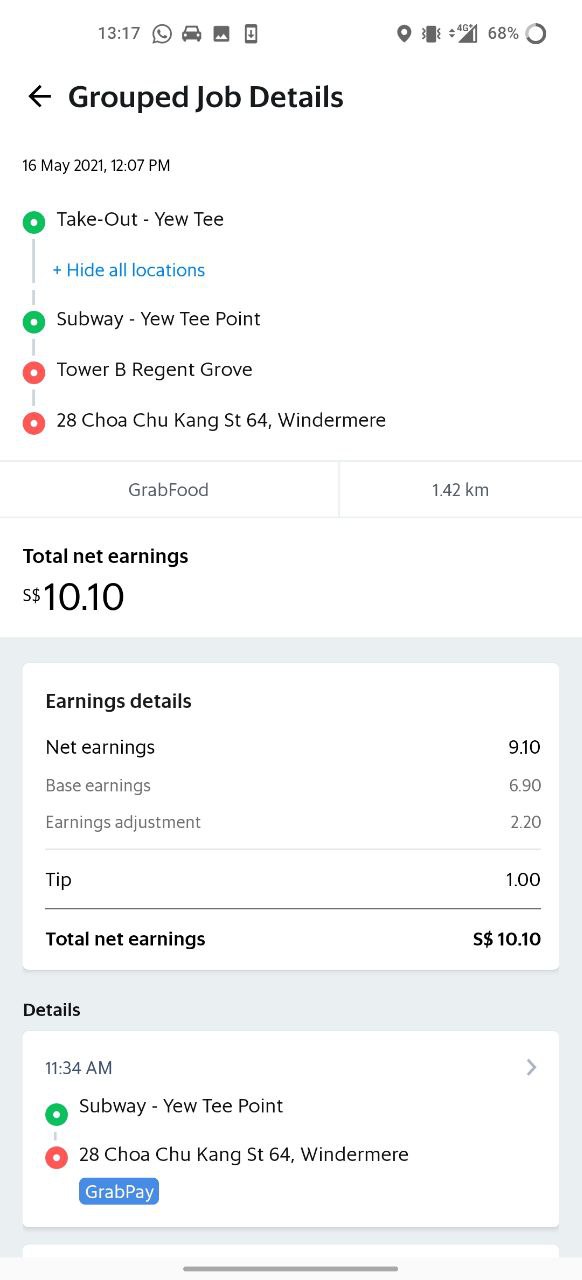 13:17 4G+ 68%
Grouped Job Details
16 May 2021, 12:07 PM
Take-Out - Yew Tee
+ Hide all locations
Subway - Yew Tee Point
Tower B Regent Grove
28 Choa Chu Kang St 64, Windermere
GrabFood 1.42 km
Total net earnings
S$10.10
Earnings details
Net earnings 9.10
Base earnings 6.90
Earnings adjustment 2.20
Tip 1.00
Total net earnings S$ 10.10
Details
11:34 AM
Subway - Yew Tee Point
28 Choa Chu Kang St 64, Windermere
GrabPay